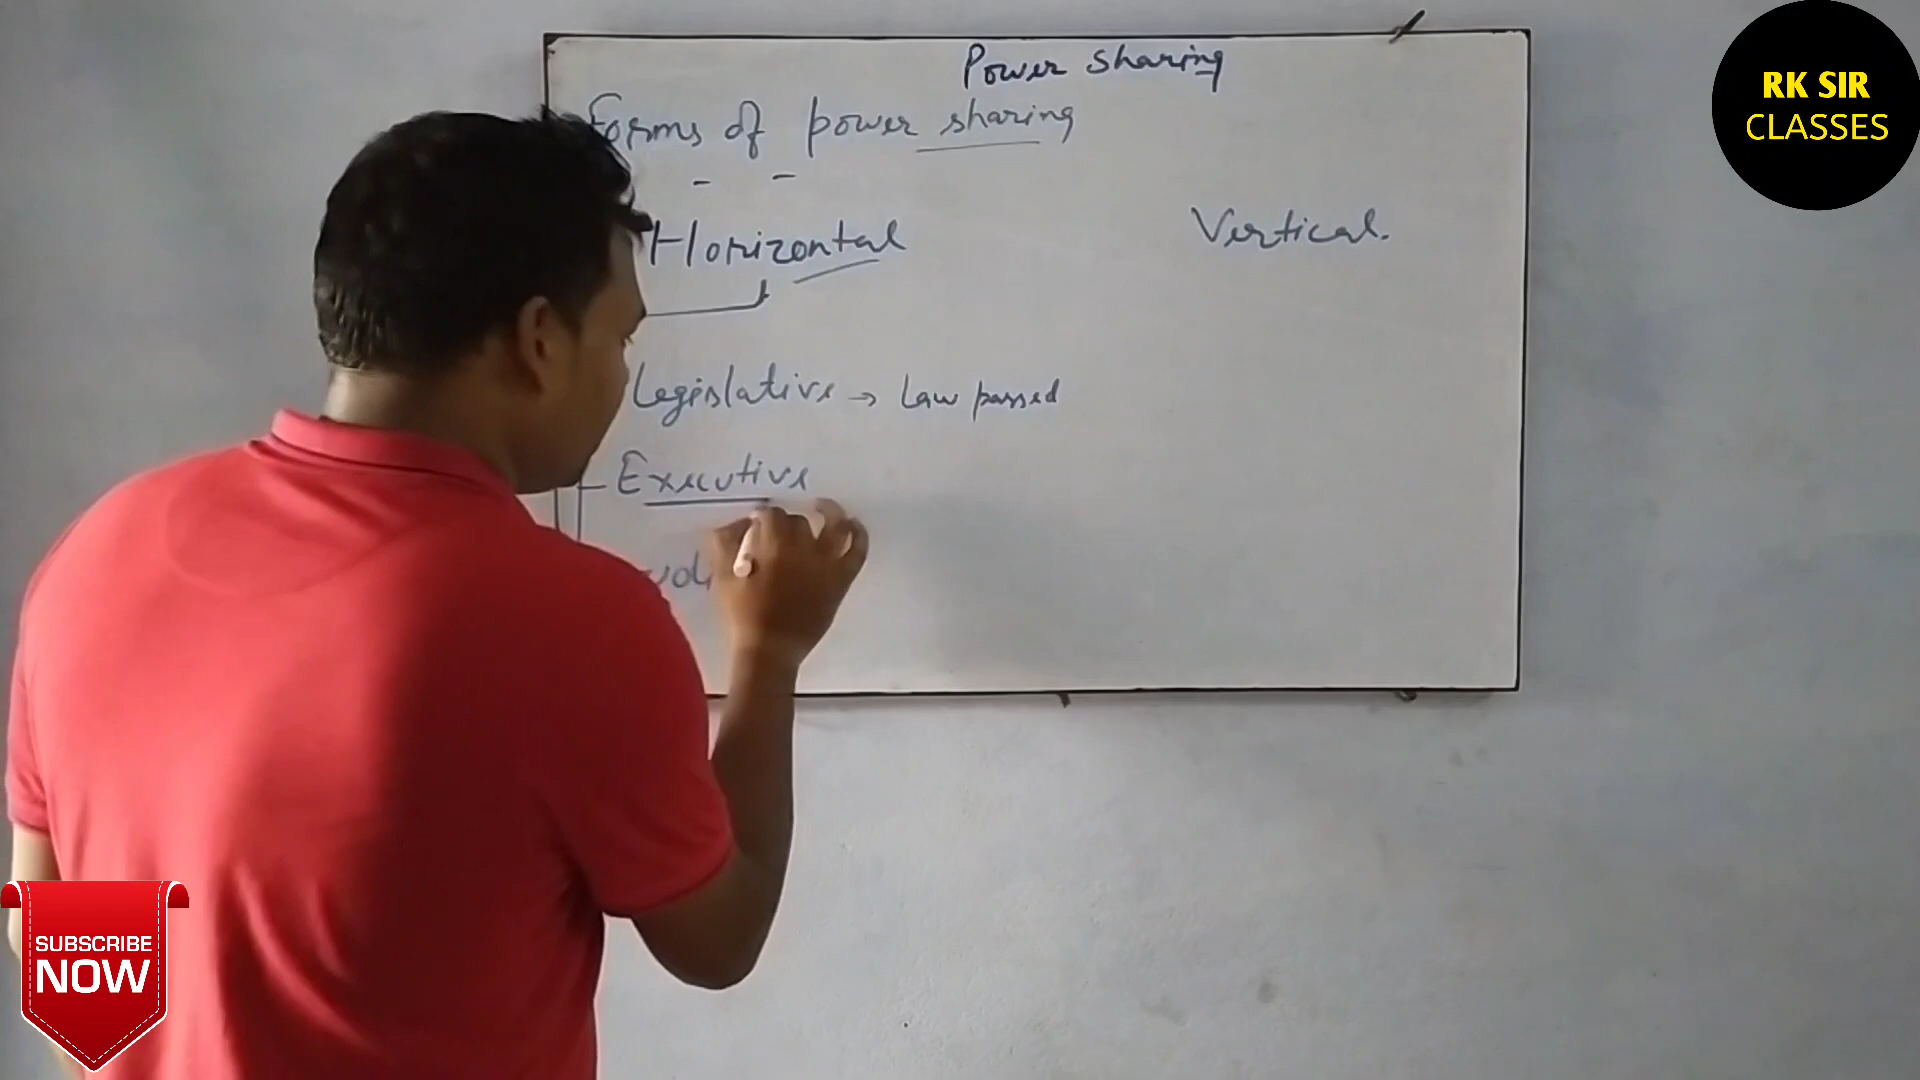 Power sharing
Forms of power sharing
Horizontal
Vertical.
Legislative → Law passed
Executive
RK SIR
CLASSES
SUBSCRIBE
NOW